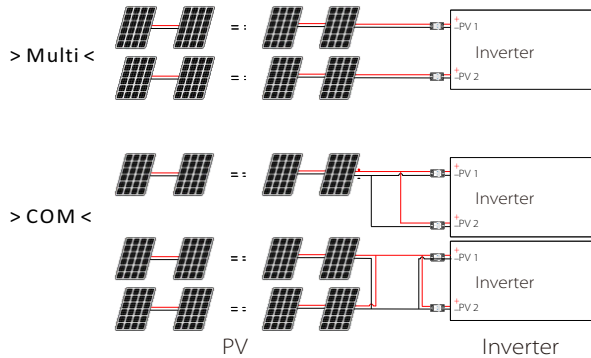 > Multi <
= =
+
– PV 1
Inverter
= =
+
– PV 2
> COM <
= =
+
– PV 1
Inverter
+
– PV 2
= =
+
– PV 1
Inverter
= =
+
– PV 2
PV
Inverter